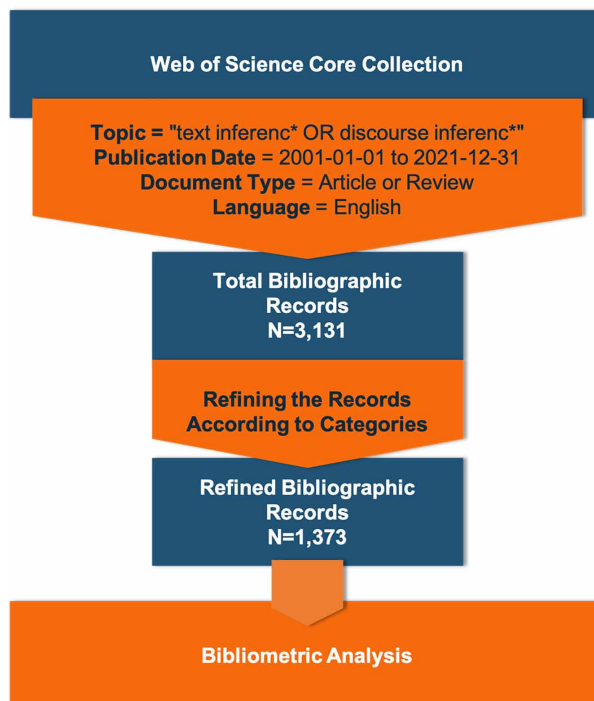 Web of Science Core Collection
Topic = "text inferenc* OR discourse inferenc*"
Publication Date = 2001-01-01 to 2021-12-31
Document Type = Article or Review
Language = English
Total Bibliographic
Records
N=3,131
Refining the Records
According to Categories
Refined Bibliographic
Records
N=1,373
Bibliometric Analysis